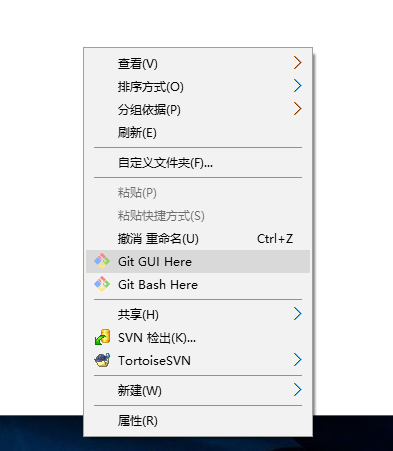 查看(V)
排序方式(O)
分组依据(P)
刷新(E)
自定义文件夹(F)...
粘贴(P)
粘贴快捷方式(S)
撤消 重命名(U) Ctrl+Z
Git GUI Here
Git Bash Here
共享(H)
SVN 检出(K)...
TortoiseSVN
新建(W)
属性(R)